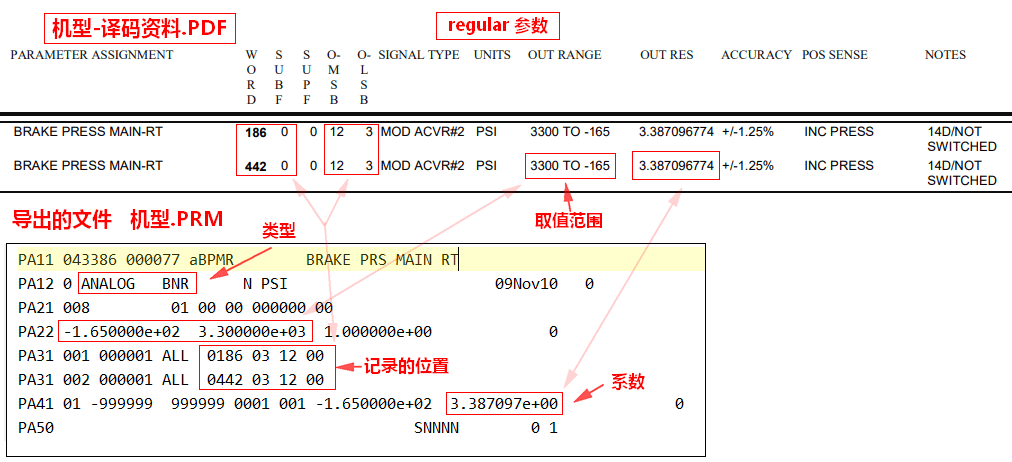 机型-译码资料.PDF
regular 参数
PARAMETER ASSIGNMENT WORD SUBF SUPF O-MSB O-LSB SIGNAL TYPE UNITS OUT RANGE OUT RES ACCURACY POS SENSE NOTES
BRAKE PRESS MAIN-RT 186 0 0 12 3 MOD ACVR#2 PSI 3300 TO -165 3.387096774 +/-1.25% INC PRESS 14D/NOT
SWITCHED
BRAKE PRESS MAIN-RT 442 0 0 12 3 MOD ACVR#2 PSI 3300 TO -165 3.387096774 +/-1.25% INC PRESS 14D/NOT
SWITCHED
导出的文件 机型.PRM
取值范围
类型
PA11 043386 000077 aBPMR BRAKE PRS MAIN RT
PA12 0 ANALOG BNR N PSI 09Nov10 0
PA21 008 01 00 00 000000 00
PA22 -1.650000e+02 3.300000e+03 1.000000e+00 0
PA31 001 000001 ALL 0186 03 12 00
记录的位置
PA31 002 000001 ALL 0442 03 12 00
系数
PA41 01 -999999 999999 0001 001 -1.650000e+02 3.387097e+00 0
PA50 SNNNN 0 1